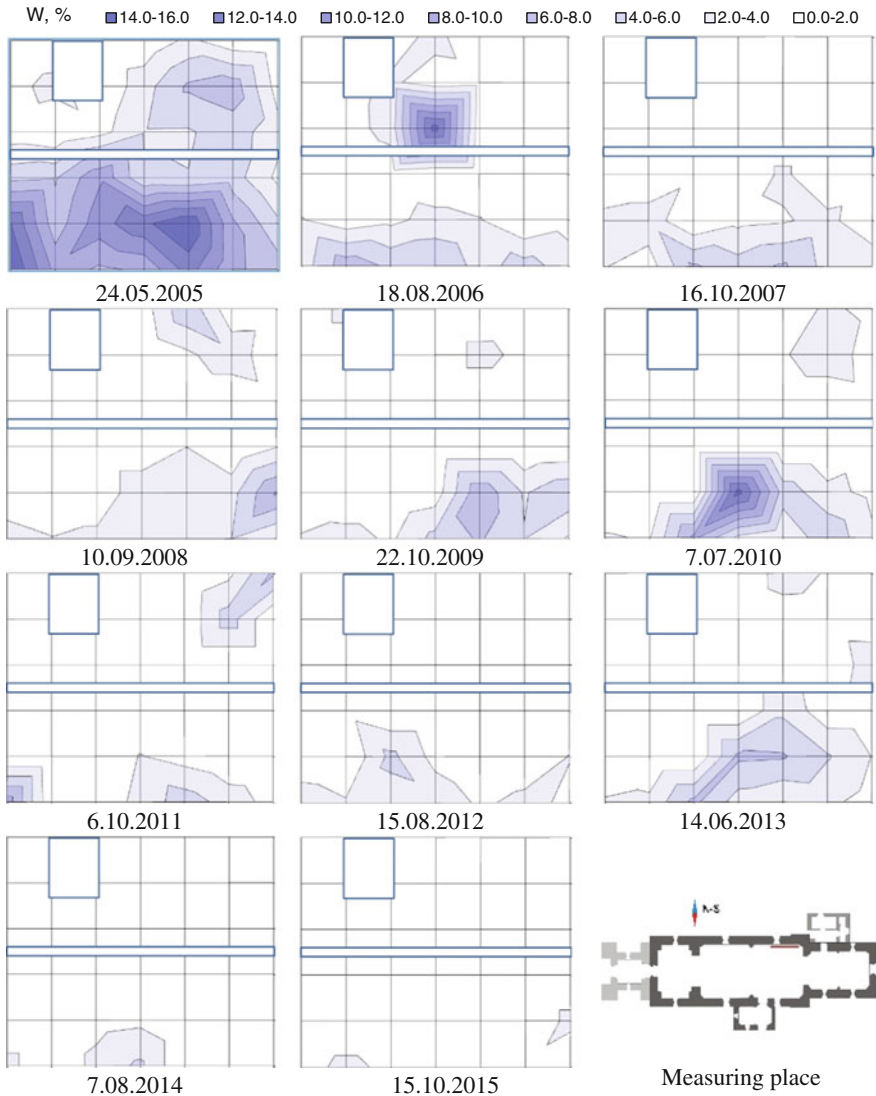 W, % 14.0-16.0 12.0-14.0 10.0-12.0 8.0-10.0 6.0-8.0 4.0-6.0 2.0-4.0 0.0-2.0
24.05.2005 18.08.2006 16.10.2007
10.09.2008 22.10.2009 7.07.2010
6.10.2011 15.08.2012 14.06.2013
N-S
7.08.2014 15.10.2015 Measuring place